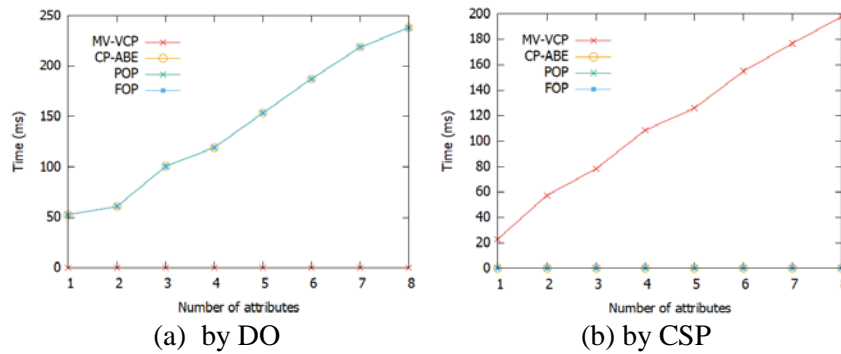 250
200
150
100
50
0
Time (ms)
MV-VCP
CP-ABE
POP
FOP
1 2 3 4 5 6 7 8
Number of attributes
(a) by DO
200
180
160
140
120
100
80
60
40
20
0
Time (ms)
MV-VCP
CP-ABE
POP
FOP
1 2 3 4 5 6 7 8
Number of attributes
(b) by CSP